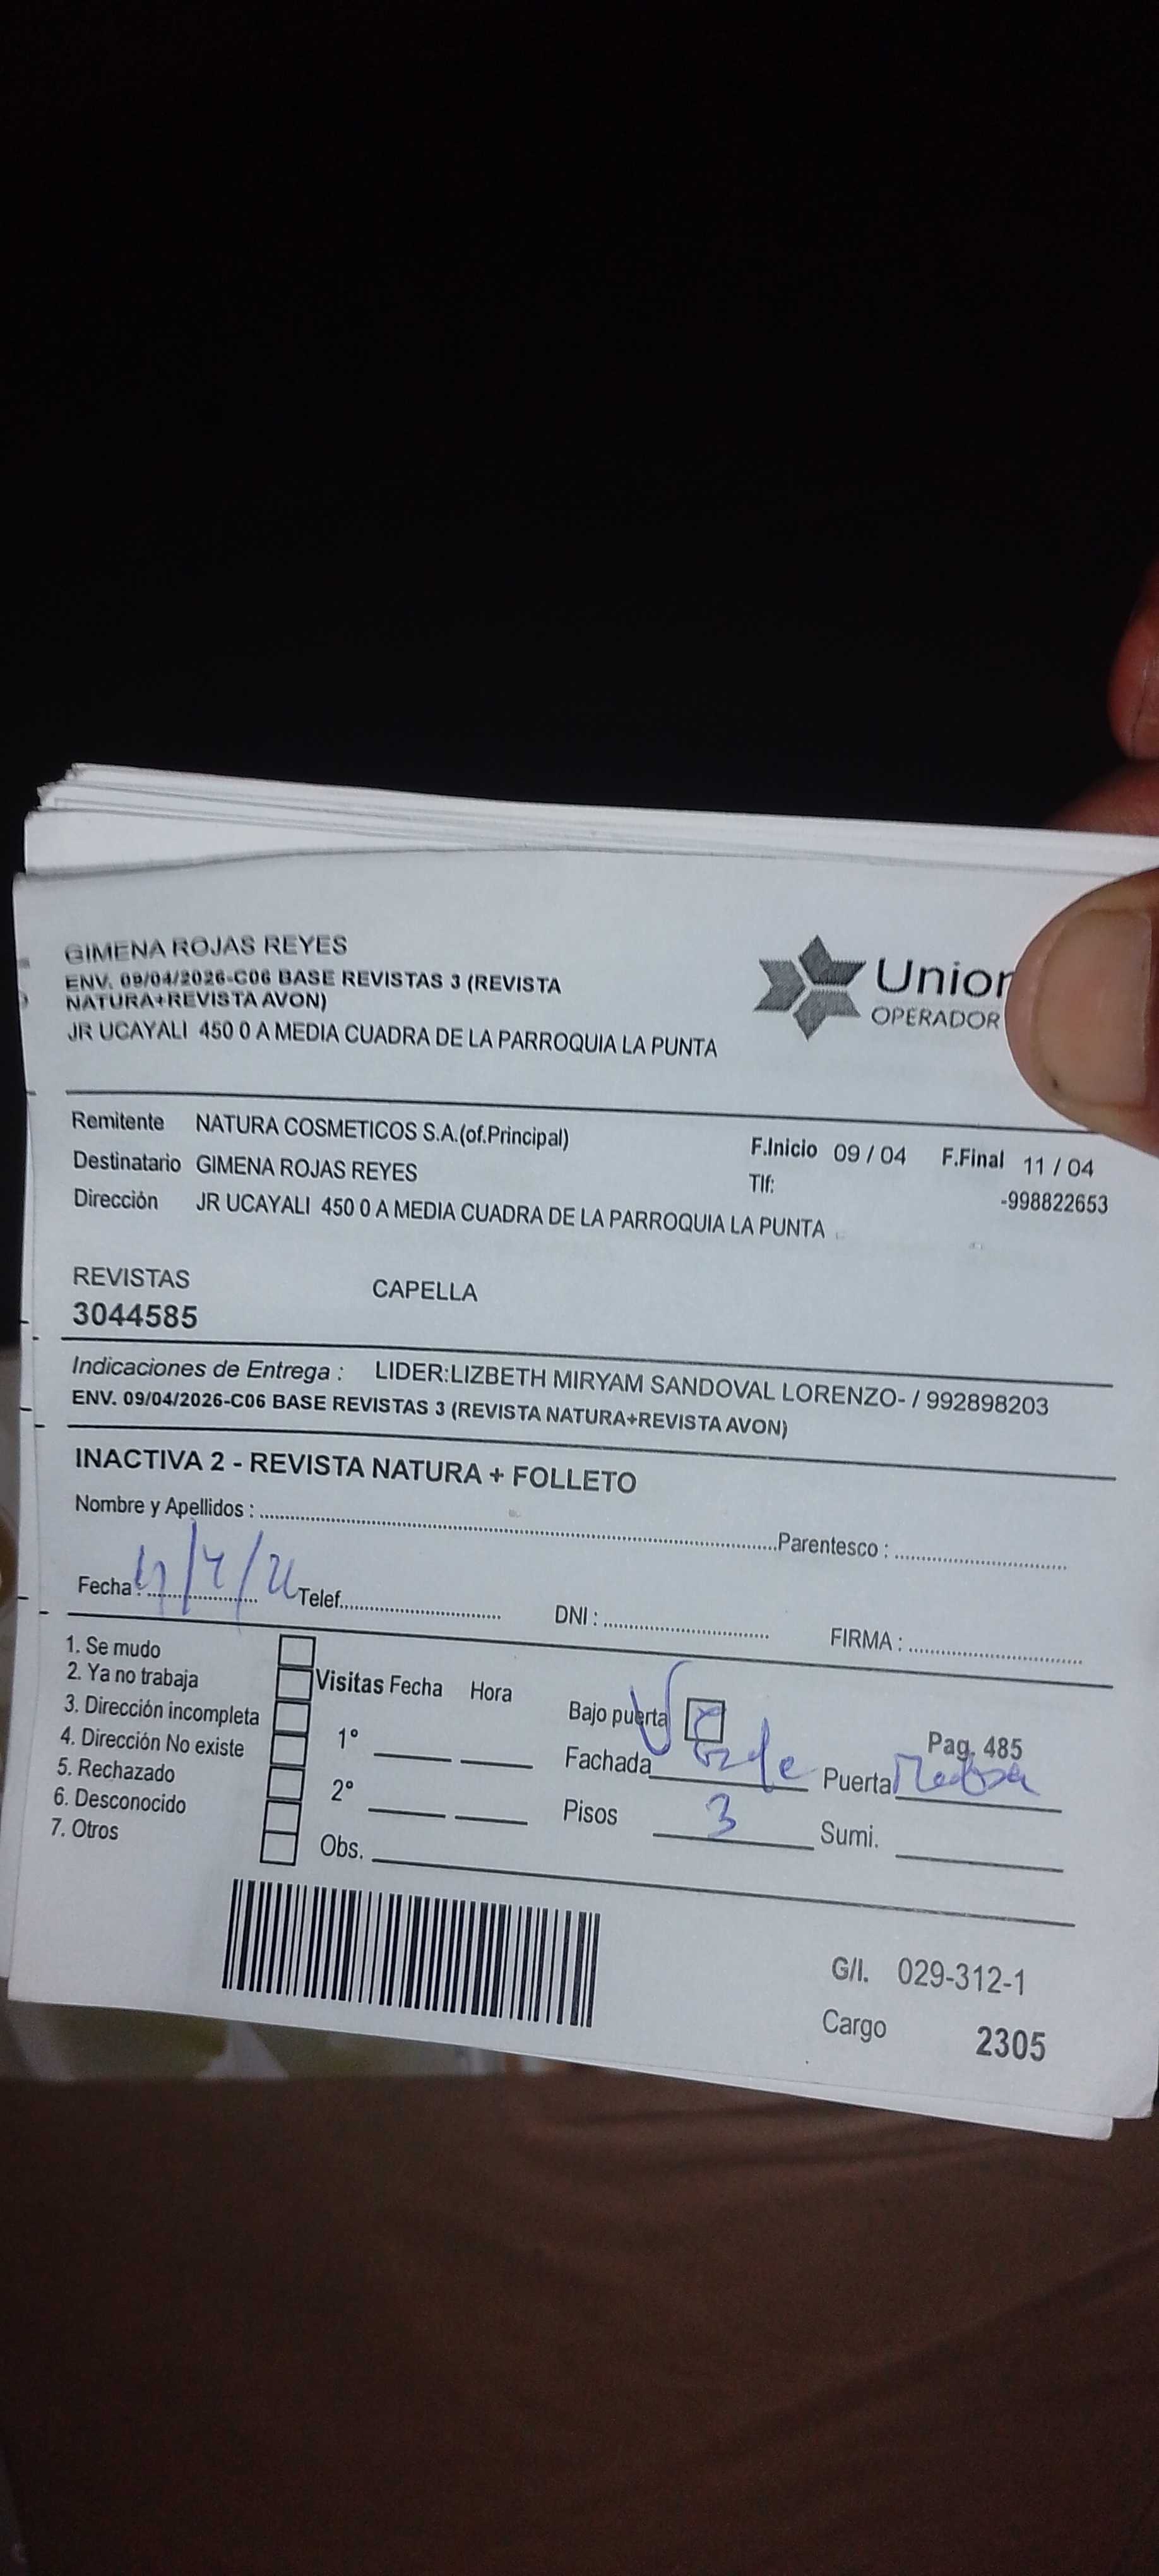 GIMENA ROJAS REYES
ENV. 09/04/2026-C06 BASE REVISTAS 3 (REVISTA
NATURA+REVISTA AVON)
JR UCAYALI 450 0 A MEDIA CUADRA DE LA PARROQUIA LA PUNTA
Union
OPERADOR
Remitente NATURA COSMETICOS S.A.(of.Principal)
F.Inicio 09 / 04 F.Final 11 / 04
Destinatario GIMENA ROJAS REYES
Tlf: -998822653
Dirección JR UCAYALI 450 0 A MEDIA CUADRA DE LA PARROQUIA LA PUNTA
REVISTAS CAPELLA
3044585
Indicaciones de Entrega : LIDER:LIZBETH MIRYAM SANDOVAL LORENZO- / 992898203
ENV. 09/04/2026-C06 BASE REVISTAS 3 (REVISTA NATURA+REVISTA AVON)
INACTIVA 2 - REVISTA NATURA + FOLLETO
Nombre y Apellidos : Parentesco :
Fecha : Telef. DNI : FIRMA :
1. Se mudo
2. Ya no trabaja
3. Dirección incompleta
4. Dirección No existe
5. Rechazado
6. Desconocido
7. Otros
Visitas Fecha Hora
1º
2º
Obs.
Bajo puerta
Pag. 485
Fachada Puerta
Pisos 3 Sumi.
G/I. 029-312-1
Cargo 2305